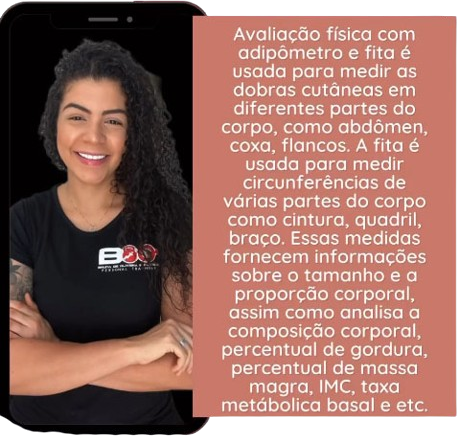 Avaliação física com
adipômetro e fita é
usada para medir as
dobras cutâneas em
diferentes partes do
corpo, como abdômen,
coxa, flancos. A fita é
usada para medir
circunferências de
várias partes do corpo
como cintura, quadril,
braço. Essas medidas
fornecem informações
sobre o tamanho e a
proporção corporal,
assim como analisa a
composição corporal,
percentual de gordura,
percentual de massa
magra, IMC, taxa
metábolica basal e etc.
PERSONAL TRAINER